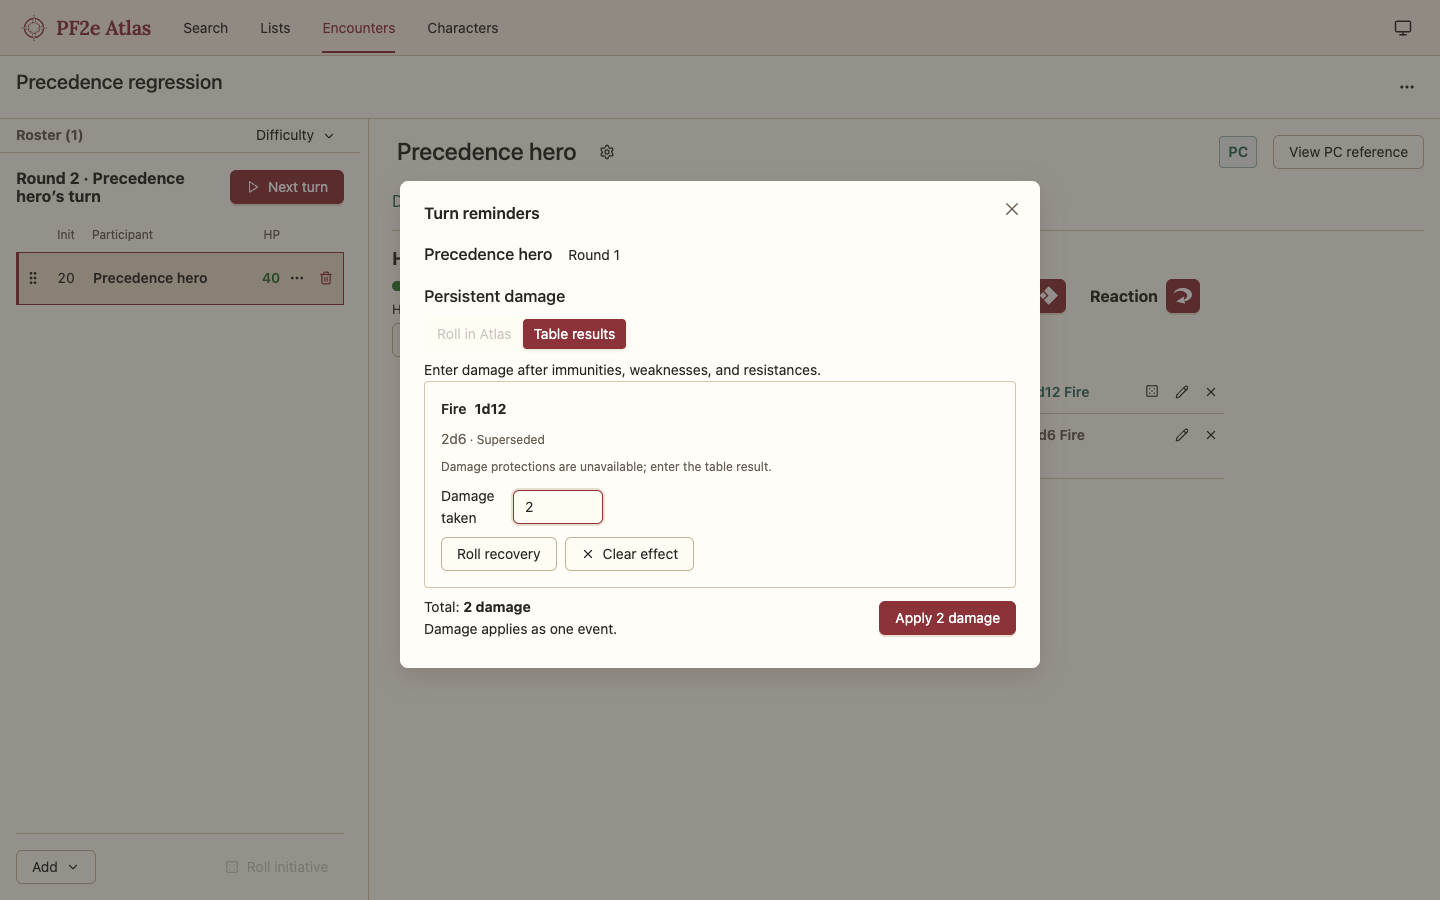 PF2e Atlas
Search
Lists
Encounters
Characters
Precedence regression
Roster (1)
Difficulty
Round 2 · Precedence
hero's turn
Next turn
Init
Participant
HP
20
Precedence hero
40
Add
Roll initiative
Precedence hero
PC
View PC reference
Reaction
d12 Fire
d6 Fire
Turn reminders
Precedence hero
Round 1
Persistent damage
Roll in Atlas
Table results
Enter damage after immunities, weaknesses, and resistances.
Fire 1d12
2d6 · Superseded
Damage protections are unavailable; enter the table result.
Damage
taken
2
Roll recovery
Clear effect
Total: 2 damage
Damage applies as one event.
Apply 2 damage